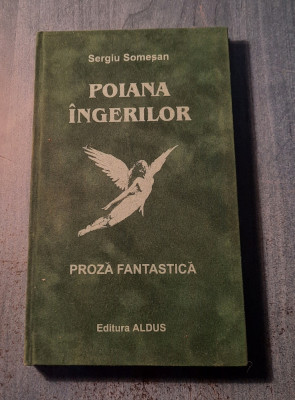 Sergiu Someșan
POIANA
ÎNGERILOR
PROZĂ FANTASTICĂ
Editura ALDUS